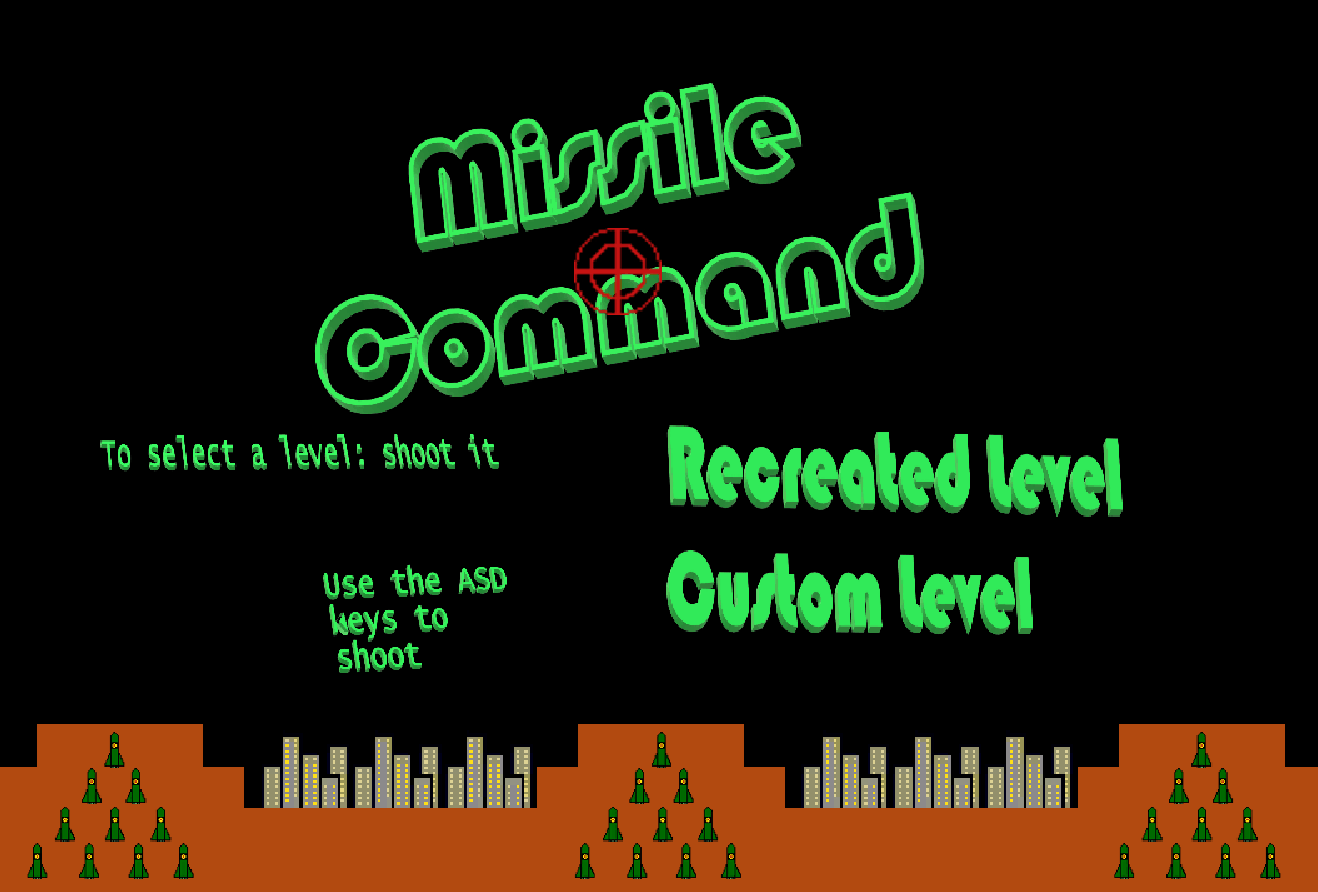 Missile
Command
To select a level: shoot it
Recreated Level
Custom Level
Use the ASD
keys to
shoot